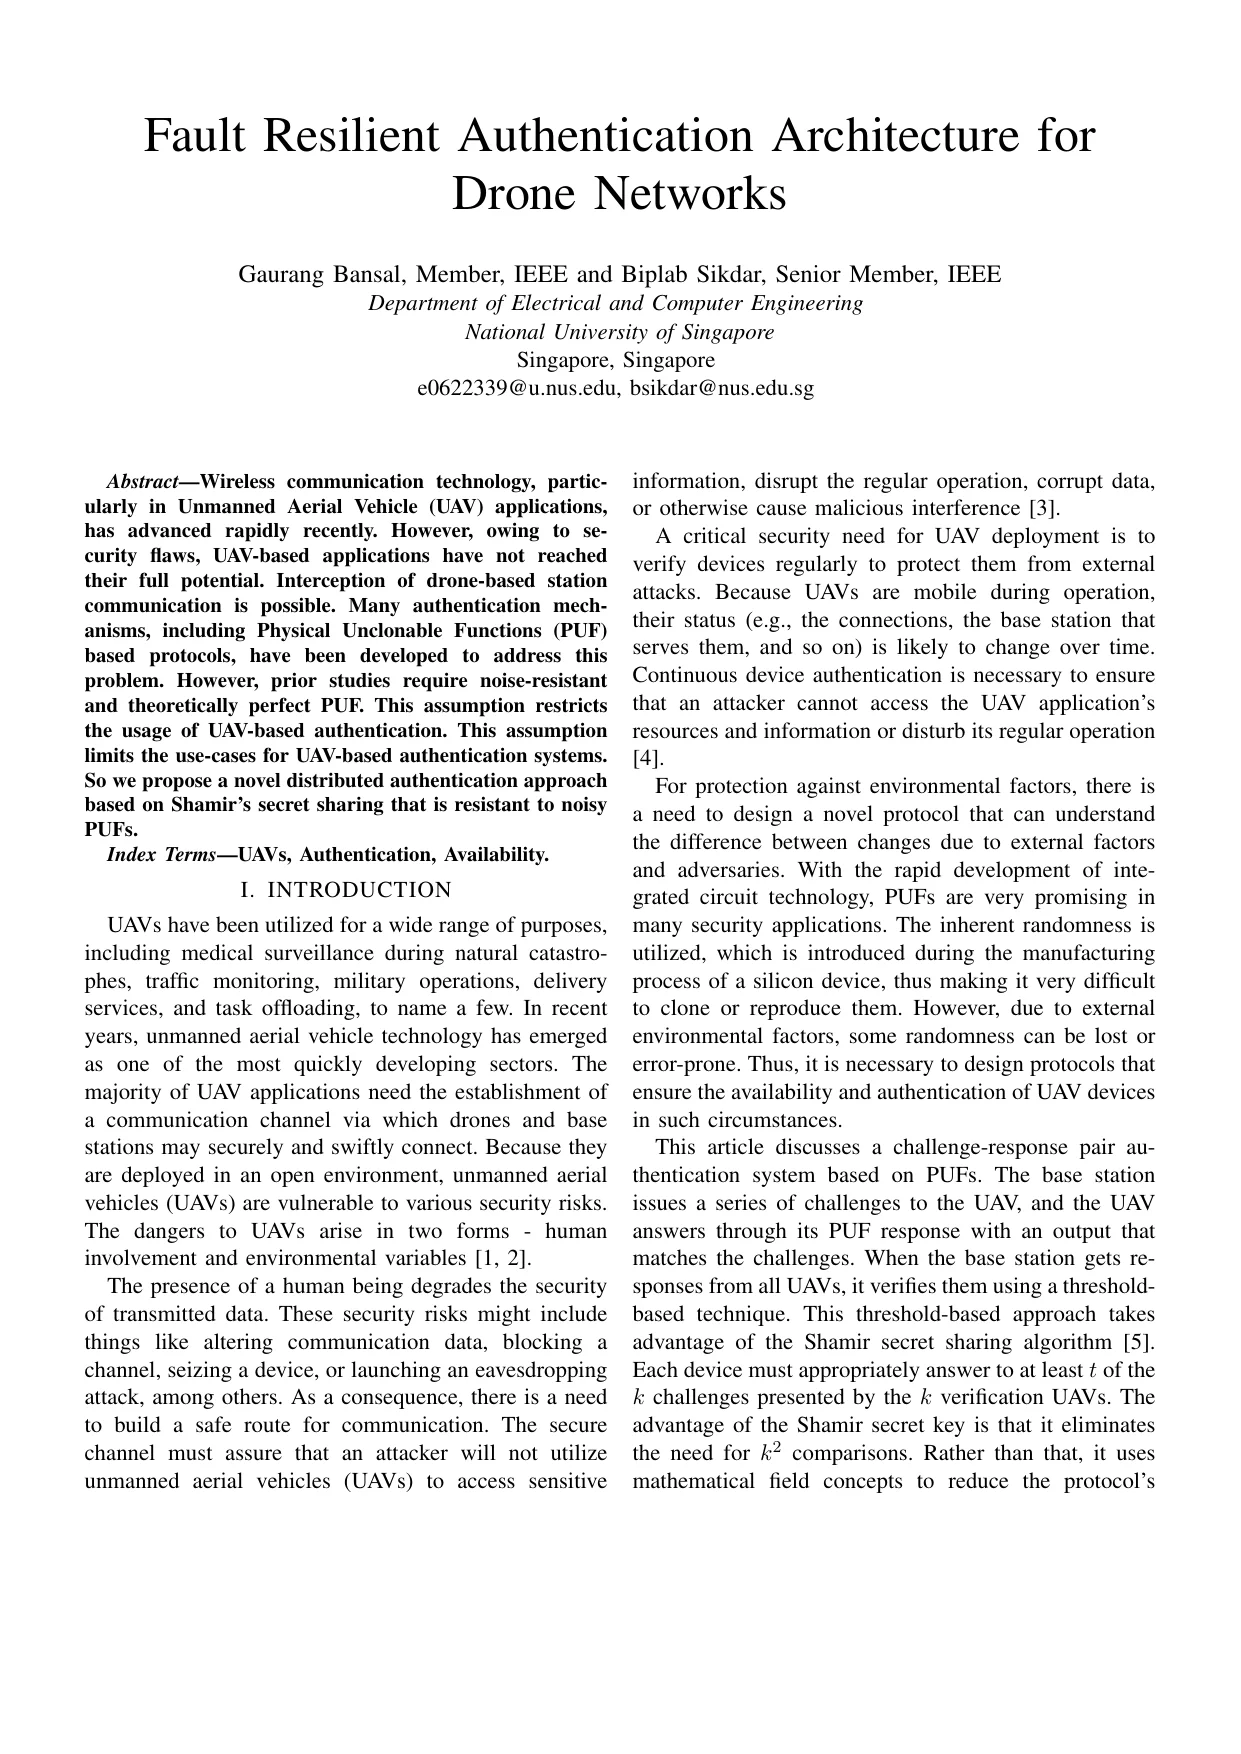 Fault Resilient Authentication Architecture for
Drone Networks
Gaurang Bansal, Member, IEEE and Biplab Sikdar, Senior Member, IEEE
Department of Electrical and Computer Engineering
National University of Singapore
Singapore, Singapore
e0622339@u.nus.edu, bsikdar@nus.edu.sg
Abstract—Wireless communication technology, partic-
ularly in Unmanned Aerial Vehicle (UAV) applications,
has advanced rapidly recently. However, owing to se-
curity flaws, UAV-based applications have not reached
their full potential. Interception of drone-based station
communication is possible. Many authentication mech-
anisms, including Physical Unclonable Functions (PUF)
based protocols, have been developed to address this
problem. However, prior studies require noise-resistant
and theoretically perfect PUF. This assumption restricts
the usage of UAV-based authentication. This assumption
limits the use-cases for UAV-based authentication systems.
So we propose a novel distributed authentication approach
based on Shamir's secret sharing that is resistant to noisy
PUFs.
Index Terms—UAVs, Authentication, Availability.
I. INTRODUCTION
UAVs have been utilized for a wide range of purposes,
including medical surveillance during natural catastro-
phes, traffic monitoring, military operations, delivery
services, and task offloading, to name a few. In recent
years, unmanned aerial vehicle technology has emerged
as one of the most quickly developing sectors. The
majority of UAV applications need the establishment of
a communication channel via which drones and base
stations may securely and swiftly connect. Because they
are deployed in an open environment, unmanned aerial
vehicles (UAVs) are vulnerable to various security risks.
The dangers to UAVs arise in two forms - human
involvement and environmental variables [1, 2].
The presence of a human being degrades the security
of transmitted data. These security risks might include
things like altering communication data, blocking a
channel, seizing a device, or launching an eavesdropping
attack, among others. As a consequence, there is a need
to build a safe route for communication. The secure
channel must assure that an attacker will not utilize
unmanned aerial vehicles (UAVs) to access sensitive
information, disrupt the regular operation, corrupt data,
or otherwise cause malicious interference [3].
A critical security need for UAV deployment is to
verify devices regularly to protect them from external
attacks. Because UAVs are mobile during operation,
their status (e.g., the connections, the base station that
serves them, and so on) is likely to change over time.
Continuous device authentication is necessary to ensure
that an attacker cannot access the UAV application's
resources and information or disturb its regular operation
[4].
For protection against environmental factors, there is
a need to design a novel protocol that can understand
the difference between changes due to external factors
and adversaries. With the rapid development of inte-
grated circuit technology, PUFs are very promising in
many security applications. The inherent randomness is
utilized, which is introduced during the manufacturing
process of a silicon device, thus making it very difficult
to clone or reproduce them. However, due to external
environmental factors, some randomness can be lost or
error-prone. Thus, it is necessary to design protocols that
ensure the availability and authentication of UAV devices
in such circumstances.
This article discusses a challenge-response pair au-
thentication system based on PUFs. The base station
issues a series of challenges to the UAV, and the UAV
answers through its PUF response with an output that
matches the challenges. When the base station gets re-
sponses from all UAVs, it verifies them using a threshold-
based technique. This threshold-based approach takes
advantage of the Shamir secret sharing algorithm [5].
Each device must appropriately answer to at least t of the
k challenges presented by the k verification UAVs. The
advantage of the Shamir secret key is that it eliminates
the need for k² comparisons. Rather than that, it uses
mathematical field concepts to reduce the protocol's